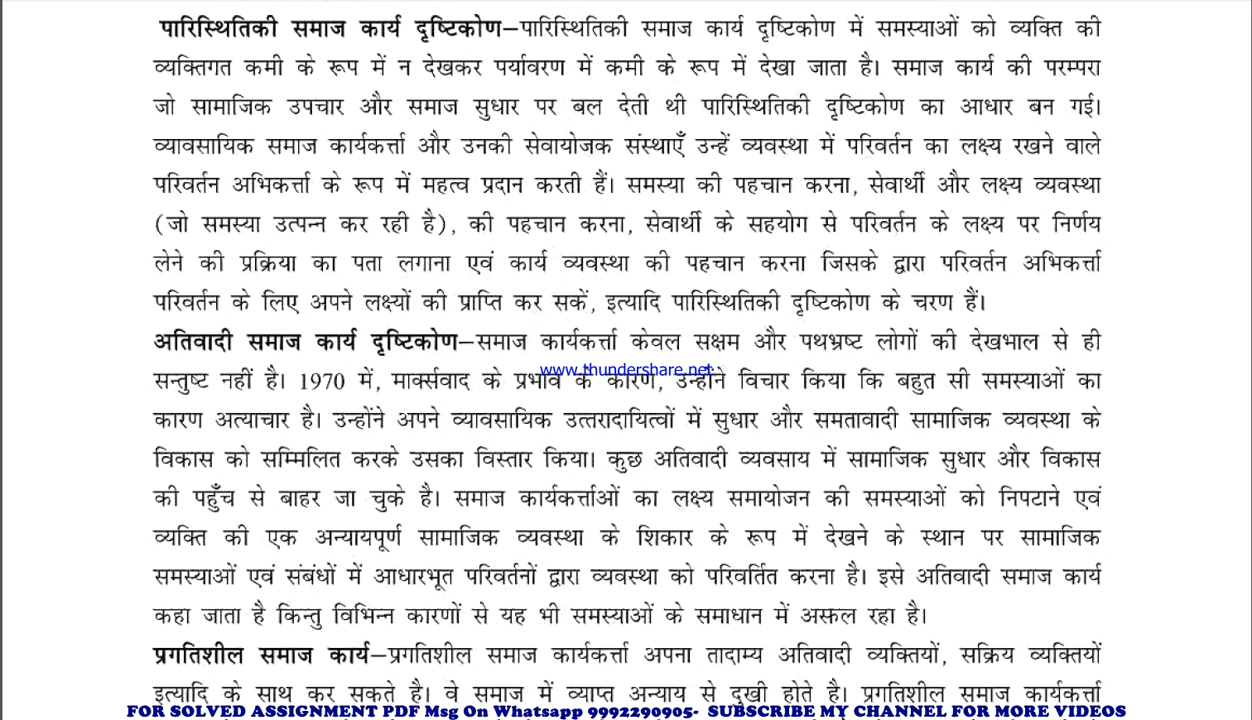 पारिस्थितिकी समाज कार्य दृष्टिकोण–पारिस्थितिकी समाज कार्य दृष्टिकोण में समस्याओं को व्यक्ति की
व्यक्तिगत कमी के रूप में न देखकर पर्यावरण में कमी के रूप में देखा जाता है। समाज कार्य की परम्परा
जो सामाजिक उपचार और समाज सुधार पर बल देती थी पारिस्थितिकी दृष्टिकोण का आधार बन गई।
व्यावसायिक समाज कार्यकर्त्ता और उनकी सेवायोजक संस्थाएँ उन्हें व्यवस्था में परिवर्तन का लक्ष्य रखने वाले
परिवर्तन अभिकर्त्ता के रूप में महत्व प्रदान करती हैं। समस्या की पहचान करना, सेवार्थी और लक्ष्य व्यवस्था
(जो समस्या उत्पन्न कर रही है), की पहचान करना, सेवार्थी के सहयोग से परिवर्तन के लक्ष्य पर निर्णय
लेने की प्रक्रिया का पता लगाना एवं कार्य व्यवस्था की पहचान करना जिसके द्वारा परिवर्तन अभिकर्त्ता
परिवर्तन के लिए अपने लक्ष्यों की प्राप्ति कर सकें, इत्यादि पारिस्थितिकी दृष्टिकोण के चरण हैं।
अतिवादी समाज कार्य दृष्टिकोण–समाज कार्यकर्त्ता केवल सक्षम और पथभ्रष्ट लोगों की देखभाल से ही
www.thundershare.net
सन्तुष्ट नहीं है। 1970 में, मार्क्सवाद के प्रभाव के कारण, उन्होंने विचार किया कि बहुत सी समस्याओं का
कारण अत्याचार है। उन्होंने अपने व्यावसायिक उत्तरादायित्वों में सुधार और समतावादी सामाजिक व्यवस्था के
विकास को सम्मिलित करके उसका विस्तार किया। कुछ अतिवादी व्यवसाय में सामाजिक सुधार और विकास
की पहुँच से बाहर जा चुके है। समाज कार्यकर्त्ताओं का लक्ष्य समायोजन की समस्याओं को निपटाने एवं
व्यक्ति की एक अन्यायपूर्ण सामाजिक व्यवस्था के शिकार के रूप में देखने के स्थान पर सामाजिक
समस्याओं एवं संबंधों में आधारभूत परिवर्तनों द्वारा व्यवस्था को परिवर्तित करना है। इसे अतिवादी समाज कार्य
कहा जाता है किन्तु विभिन्न कारणों से यह भी समस्याओं के समाधान में असफल रहा है।
प्रगतिशील समाज कार्य–प्रगतिशील समाज कार्यकर्त्ता अपना तादाम्य अतिवादी व्यक्तियों, सक्रिय व्यक्तियों
इत्यादि के साथ कर सकते है। वे समाज में व्याप्त अन्याय से दुखी होते है। प्रगतिशील समाज कार्यकर्त्ता
FOR SOLVED ASSIGNMENT PDF Msg On Whatsapp 9992290905- SUBSCRIBE MY CHANNEL FOR MORE VIDEOS